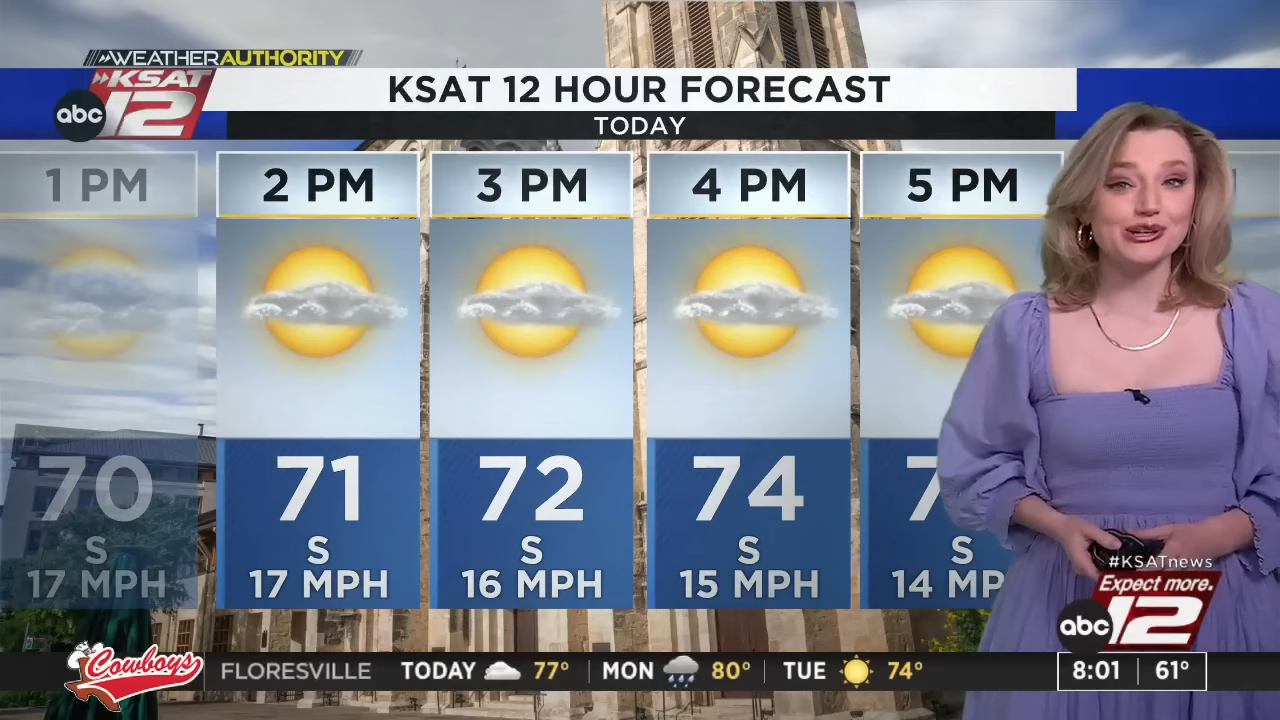 WEATHERAUTHORITY
KSAT
abc 12
KSAT 12 HOUR FORECAST
TODAY
1 PM 2 PM 3 PM 4 PM 5 PM
70 71 72 74
S S S S S
17 MPH 17 MPH 16 MPH 15 MPH 14
#KSATnews
Expect more.
abc 12
Cowboys FLORESVILLE TODAY 77° MON 80° TUE 74° 8:01 61°